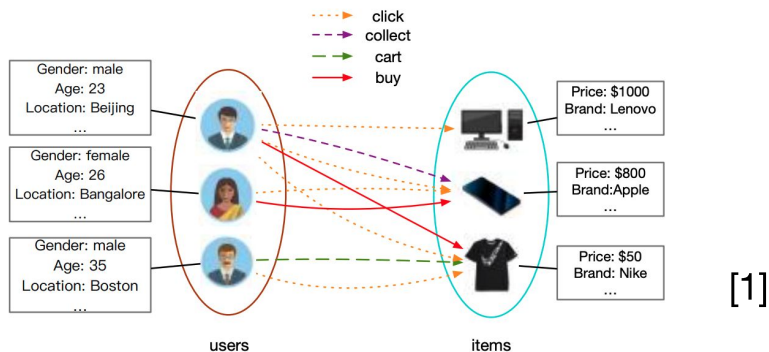 click
collect
cart
buy
Gender: male
Age: 23
Location: Beijing
...
Gender: female
Age: 26
Location: Bangalore
...
Gender: male
Age: 35
Location: Boston
...
Price: $1000
Brand: Lenovo
...
Price: $800
Brand:Apple
...
Price: $50
Brand: Nike
...
[1]
users
items